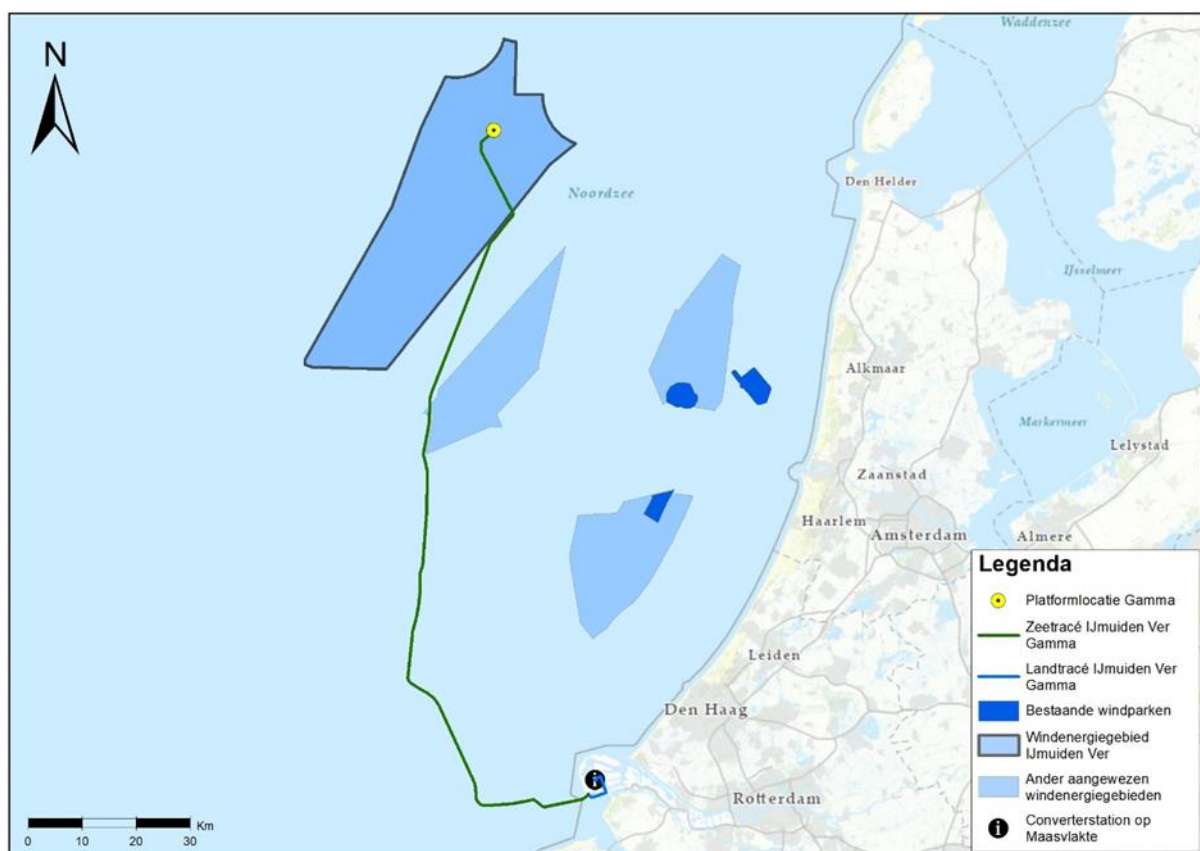 N
Waddenzee
Noordzee
Den Helder
IJsselmeer
Alkmaar
Markermeer
Lelystad
Zaanstad
Haarlem
Amsterdam
Almere
Leiden
Den Haag
Rotterdam
Legenda
Platformlocatie Gamma
Zeetracé IJmuiden Ver
Gamma
Landtracé IJmuiden Ver
Gamma
Bestaande windparken
Windenergiegebied
IJmuiden Ver
Ander aangewezen
windenergiegebieden
Converterstation op
Maasvlakte
Km
0 10 20 30